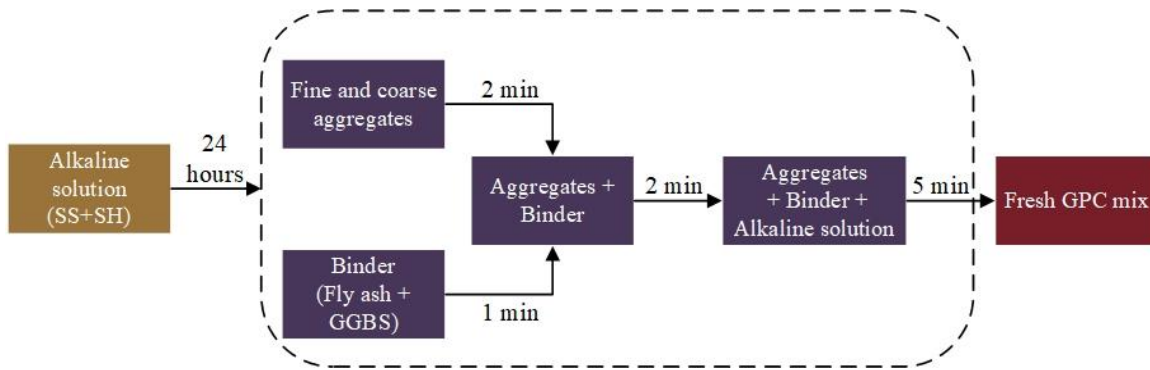 Alkaline
solution
(SS+SH)
24
hours
Fine and coarse
aggregates
2 min
Binder
(Fly ash +
GGBS)
1 min
Aggregates +
Binder
2 min
Aggregates
+ Binder +
Alkaline solution
5 min
Fresh GPC mix